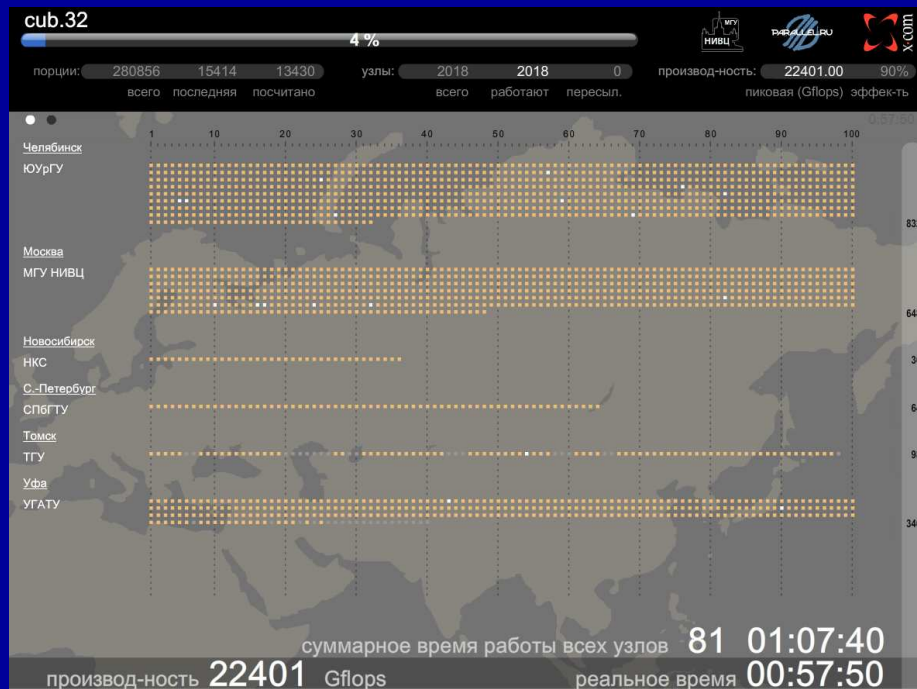 cub.32
4 %
МГУ
НИВЦ
PARALLEL.RU
x-com
порции: 280856 15414 13430 узлы: 2018 2018 0 производ-ность: 22401.00 90%
всего последняя посчитано всего работают пересыл. пиковая (Gflops) эффек-ть
0:57:50
1 10 20 30 40 50 60 70 80 90 100
Челябинск
ЮУрГУ
Москва
МГУ НИВЦ
Новосибирск
НКС
С.-Петербург
СПбГТУ
Томск
ТГУ
Уфа
УГАТУ
суммарное время работы всех узлов 81 01:07:40
производ-ность 22401 Gflops реальное время 00:57:50